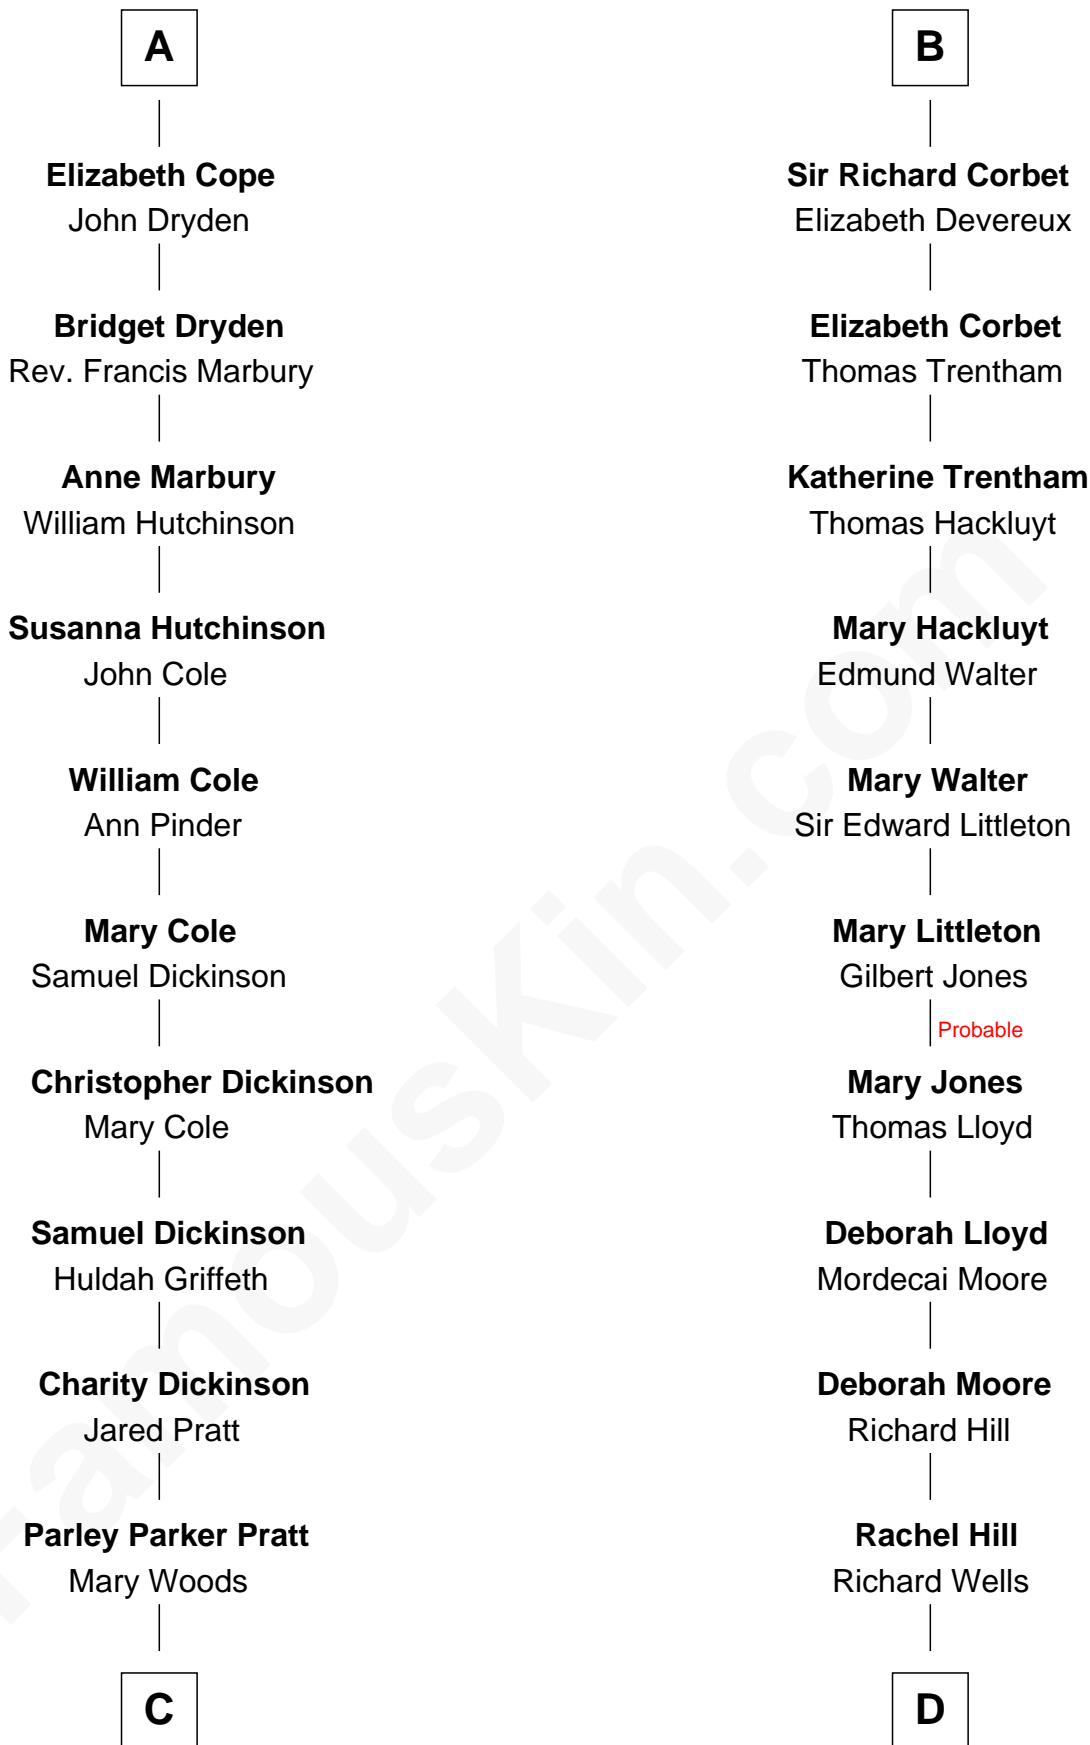 A
Elizabeth Cope
John Dryden
Bridget Dryden
Rev. Francis Marbury
Anne Marbury
William Hutchinson
Susanna Hutchinson
John Cole
William Cole
Ann Pinder
Mary Cole
Samuel Dickinson
Christopher Dickinson
Mary Cole
Samuel Dickinson
Huldah Griffeth
Charity Dickinson
Jared Pratt
Parley Parker Pratt
Mary Woods
C
B
Sir Richard Corbet
Elizabeth Devereux
Elizabeth Corbet
Thomas Trentham
Katherine Trentham
Thomas Hackluyt
Mary Hackluyt
Edmund Walter
Mary Walter
Sir Edward Littleton
Mary Littleton
Gilbert Jones
Probable
Mary Jones
Thomas Lloyd
Deborah Lloyd
Mordecai Moore
Deborah Moore
Richard Hill
Rachel Hill
Richard Wells
D
FamousKin.com